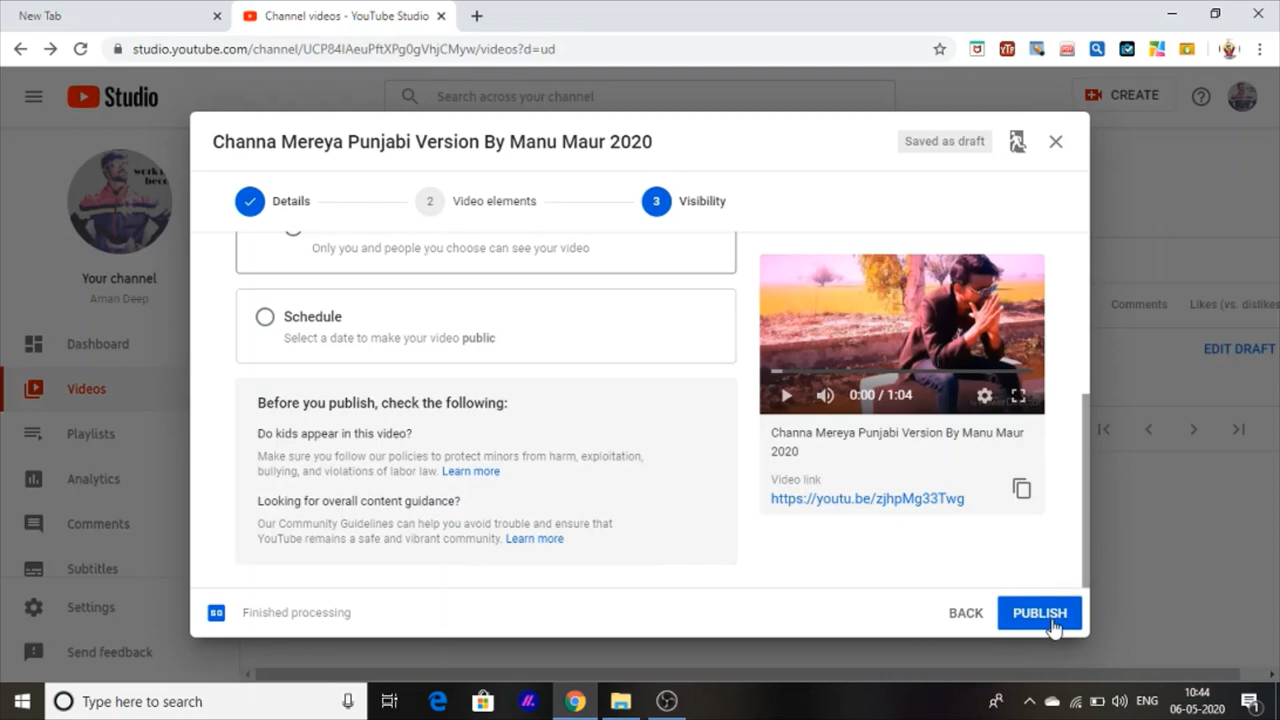 New Tab
Channel videos - YouTube Studio
studio.youtube.com/channel/UCP84IAeuPftXPg0gVhjCMyw/videos?d=ud
Studio
Search across your channel
CREATE
Channa Mereya Punjabi Version By Manu Maur 2020
Saved as draft
Details
2
Video elements
3
Visibility
Only you and people you choose can see your video
Schedule
Select a date to make your video public
Before you publish, check the following:
Do kids appear in this video?
Make sure you follow our policies to protect minors from harm, exploitation,
bullying, and violations of labor law. Learn more
Looking for overall content guidance?
Our Community Guidelines can help you avoid trouble and ensure that
YouTube remains a safe and vibrant community. Learn more
0:00 / 1:04
Channa Mereya Punjabi Version By Manu Maur
2020
Video link
https://youtu.be/zjhpMg33Twg
SD
Finished processing
BACK
PUBLISH
Your channel
Aman Deep
Dashboard
Videos
Playlists
Analytics
Comments
Subtitles
Settings
Send feedback
Comments
Likes (vs. dislikes
EDIT DRAFT
Type here to search
ENG
10:44
06-05-2020